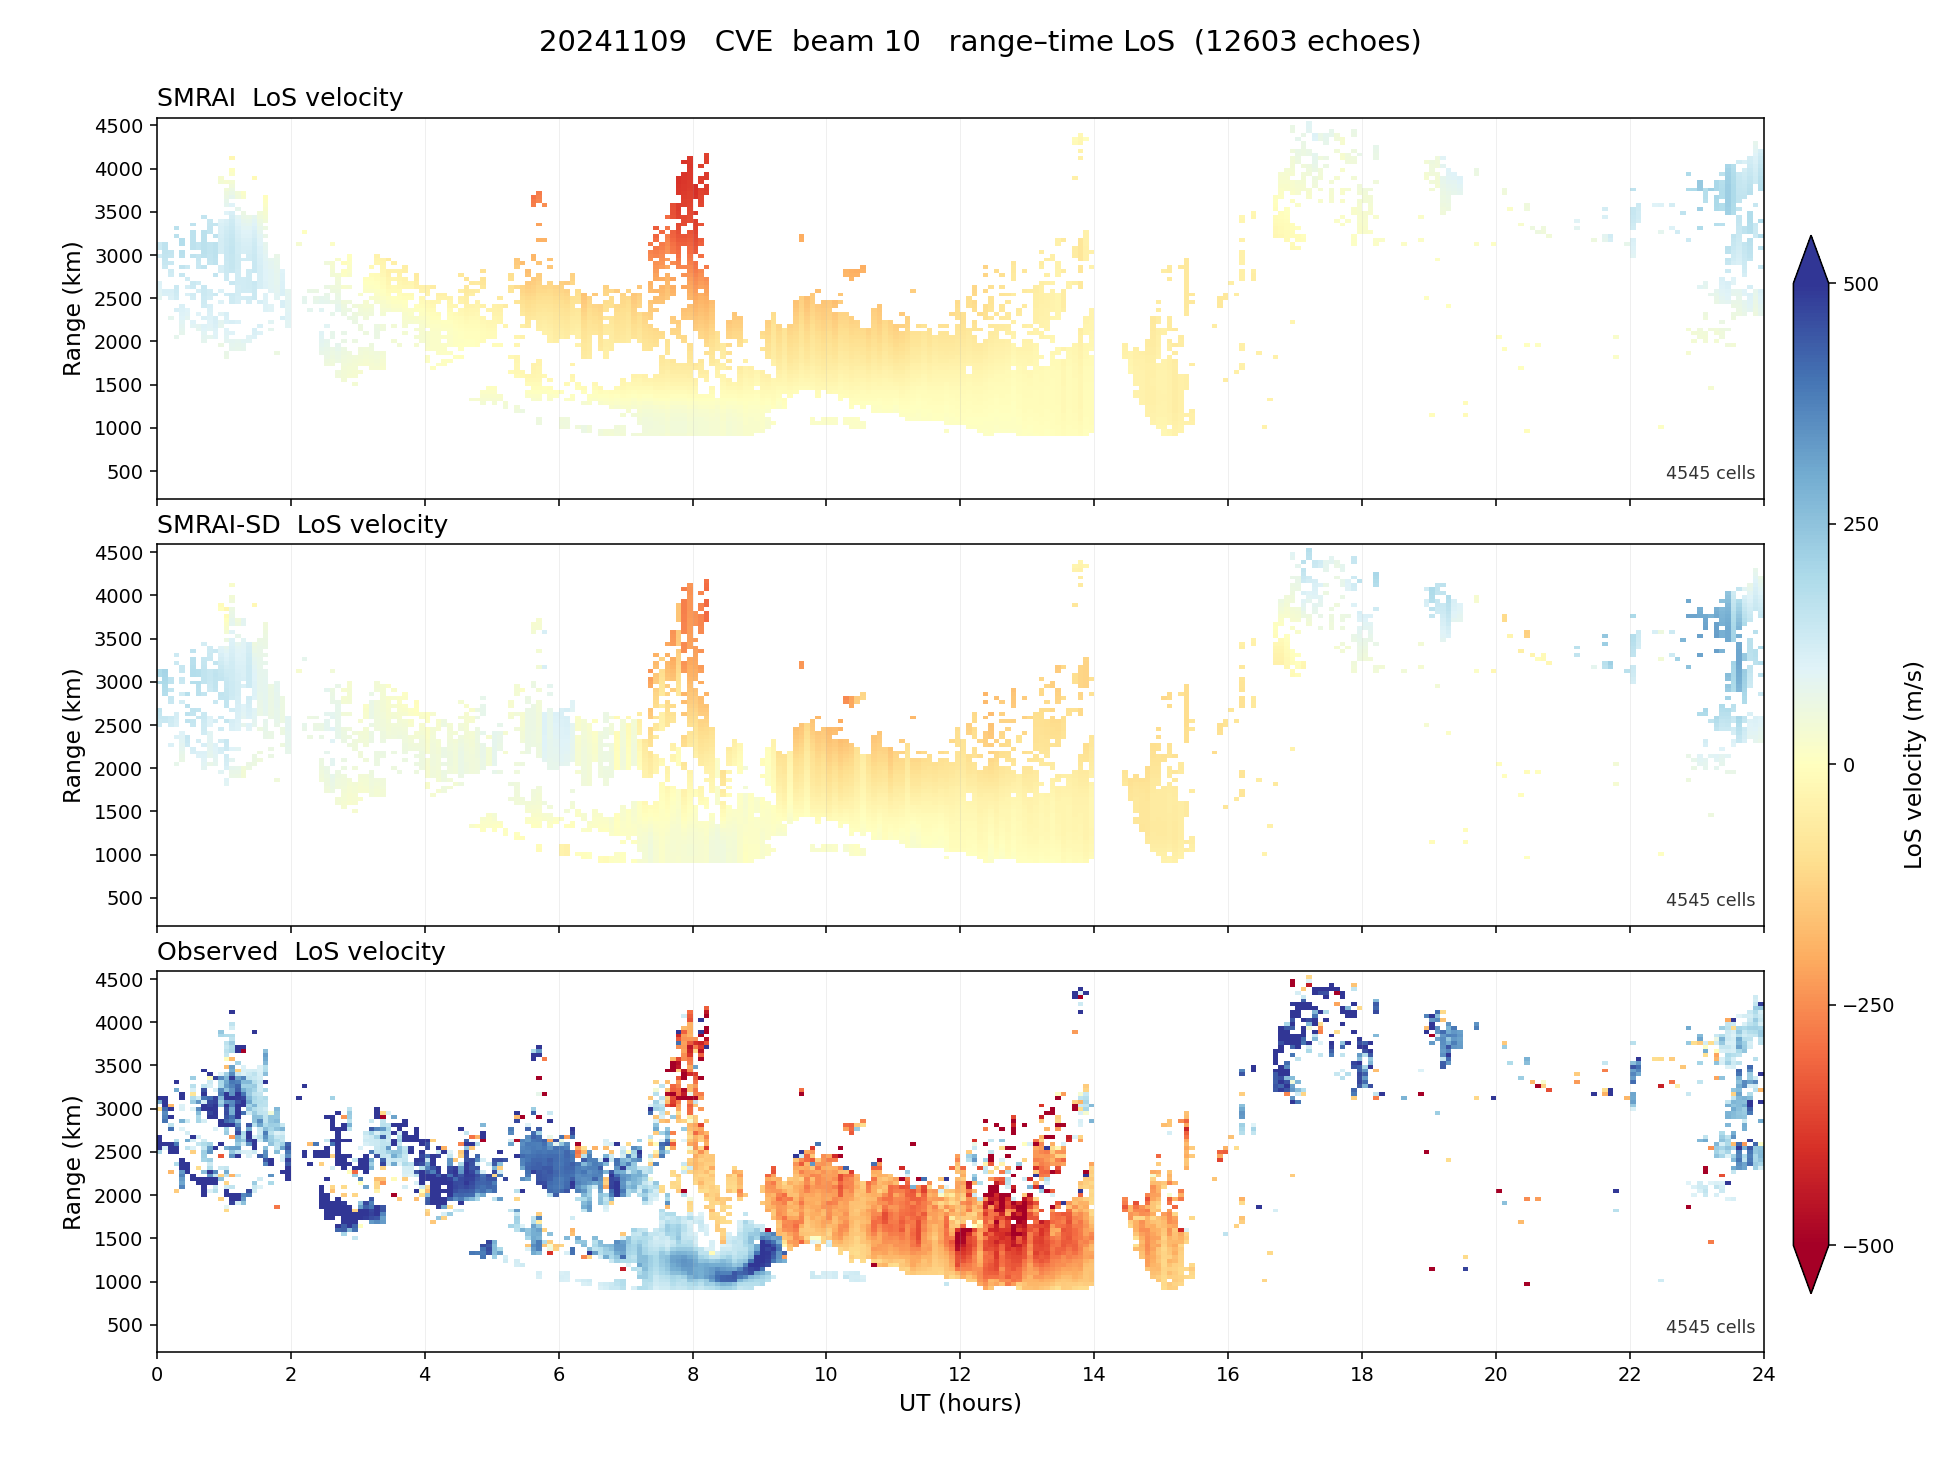 20241109   CVE  beam 10   range–time LoS  (12603 echoes)
SMRAI  LoS velocity
4500
4000
3500
3000
2500
2000
1500
1000
500
Range (km)
4545 cells
SMRAI-SD  LoS velocity
4500
4000
3500
3000
2500
2000
1500
1000
500
Range (km)
4545 cells
Observed  LoS velocity
4500
4000
3500
3000
2500
2000
1500
1000
500
Range (km)
4545 cells
0 2 4 6 8 10 12 14 16 18 20 22 24
UT (hours)
500
250
0
−250
−500
LoS velocity (m/s)